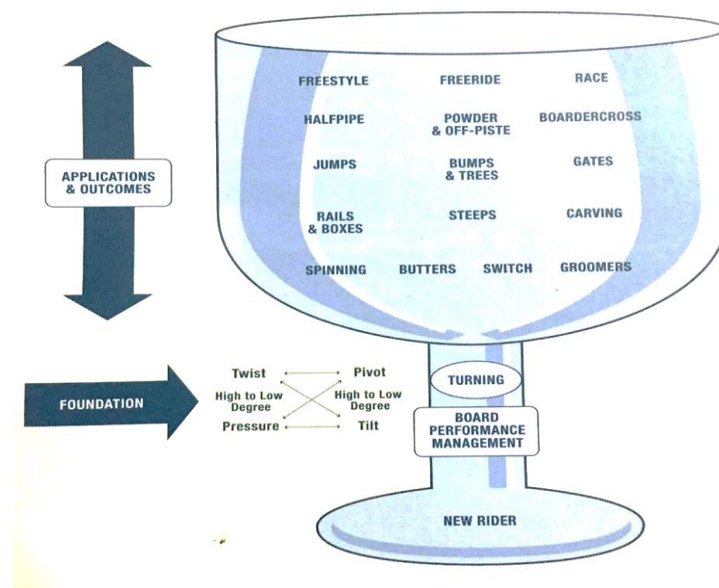 FREESTYLE FREERIDE RACE
HALFPIPE POWDER BOARDERCROSS
& OFF-PISTE
JUMPS BUMPS GATES
& TREES
RAILS STEEPS CARVING
& BOXES
SPINNING BUTTERS SWITCH GROOMERS
APPLICATIONS
& OUTCOMES
FOUNDATION
Twist Pivot
High to Low High to Low
Degree Degree
Pressure Tilt
TURNING
BOARD
PERFORMANCE
MANAGEMENT
NEW RIDER